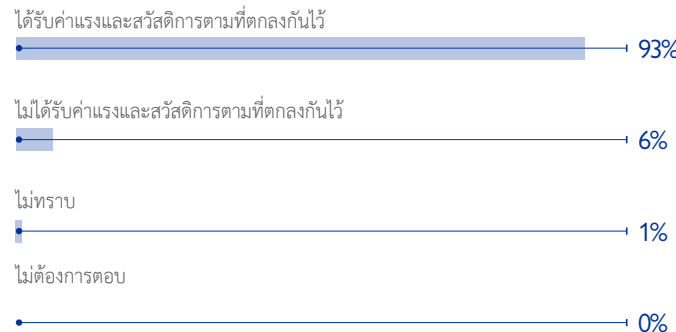 ได้รับค่าแรงและสวัสดิการตามที่ตกลงกันไว้
93%
ไม่ได้รับค่าแรงและสวัสดิการตามที่ตกลงกันไว้
6%
ไม่ทราบ
1%
ไม่ต้องการตอบ
0%